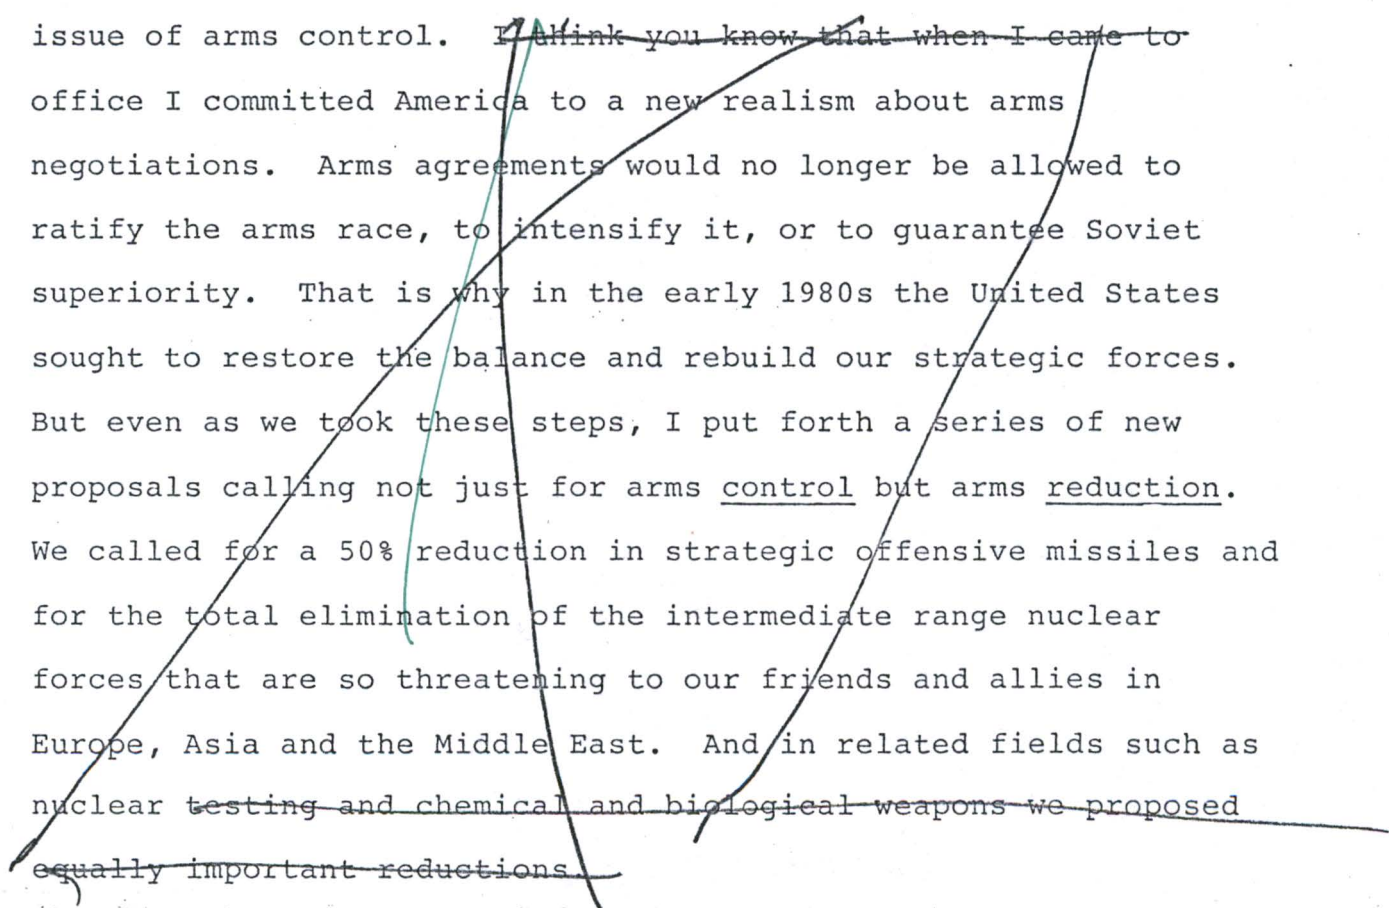 issue of arms control.  I think you know that when I came to
office I committed America to a new realism about arms
negotiations.  Arms agreements would no longer be allowed to
ratify the arms race, to intensify it, or to guarantee Soviet
superiority.  That is why in the early 1980s the United States
sought to restore the balance and rebuild our strategic forces.
But even as we took these steps, I put forth a series of new
proposals calling not just for arms control but arms reduction.
We called for a 50% reduction in strategic offensive missiles and
for the total elimination of the intermediate range nuclear
forces that are so threatening to our friends and allies in
Europe, Asia and the Middle East.  And in related fields such as
nuclear testing and chemical and biological weapons we proposed
equally important reductions.